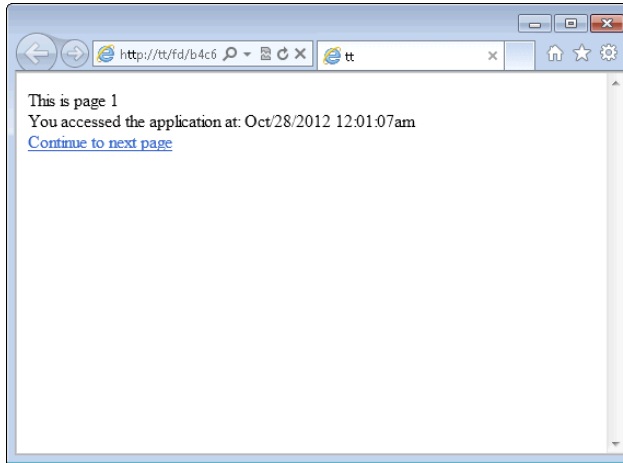 http://tt/fd/b4c6
tt
This is page 1
You accessed the application at: Oct/28/2012 12:01:07am
Continue to next page